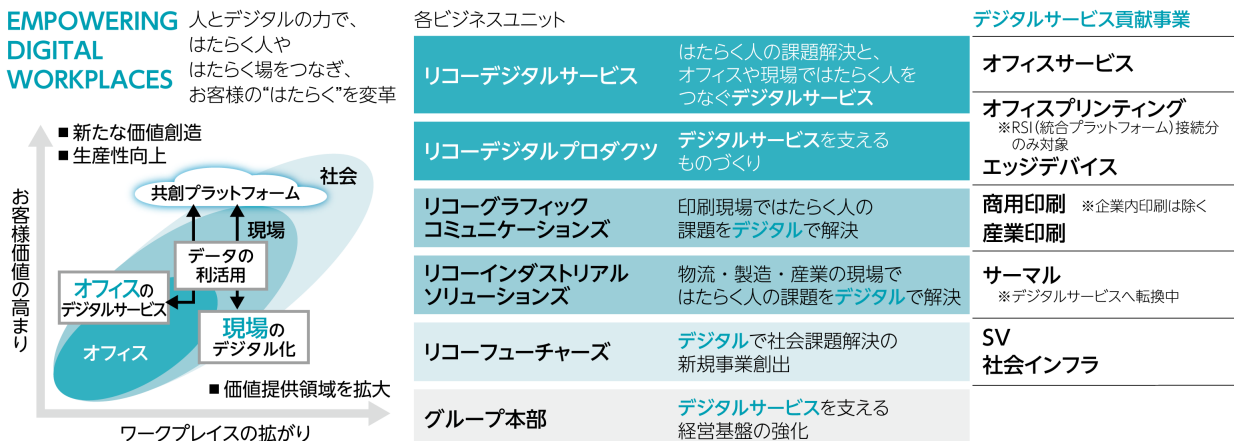 EMPOWERING
DIGITAL
WORKPLACES
人とデジタルの力で、
はたらく人や
はたらく場をつなぎ、
お客様の“はたらく”を変革
■ 新たな価値創造
■ 生産性向上
社会
共創プラットフォーム
現場
データの
利活用
オフィスの
デジタルサービス
現場の
デジタル化
オフィス
■ 価値提供領域を拡大
お客様価値の高まり
ワークプレイスの拡がり
各ビジネスユニット
デジタルサービス貢献事業
リコーデジタルサービス
はたらく人の課題解決と、
オフィスや現場ではたらく人を
つなぐデジタルサービス
オフィスサービス
リコーデジタルプロダクツ
デジタルサービスを支える
ものづくり
オフィスプリンティング
※RSI（統合プラットフォーム）接続分
のみ対象
エッジデバイス
リコーグラフィック
コミュニケーションズ
印刷現場ではたらく人の
課題をデジタルで解決
商用印刷 ※企業内印刷は除く
産業印刷
リコーインダストリアル
ソリューションズ
物流・製造・産業の現場で
はたらく人の課題をデジタルで解決
サーマル
※デジタルサービスへ転換中
リコーフューチャーズ
デジタルで社会課題解決の
新規事業創出
SV
社会インフラ
グループ本部
デジタルサービスを支える
経営基盤の強化